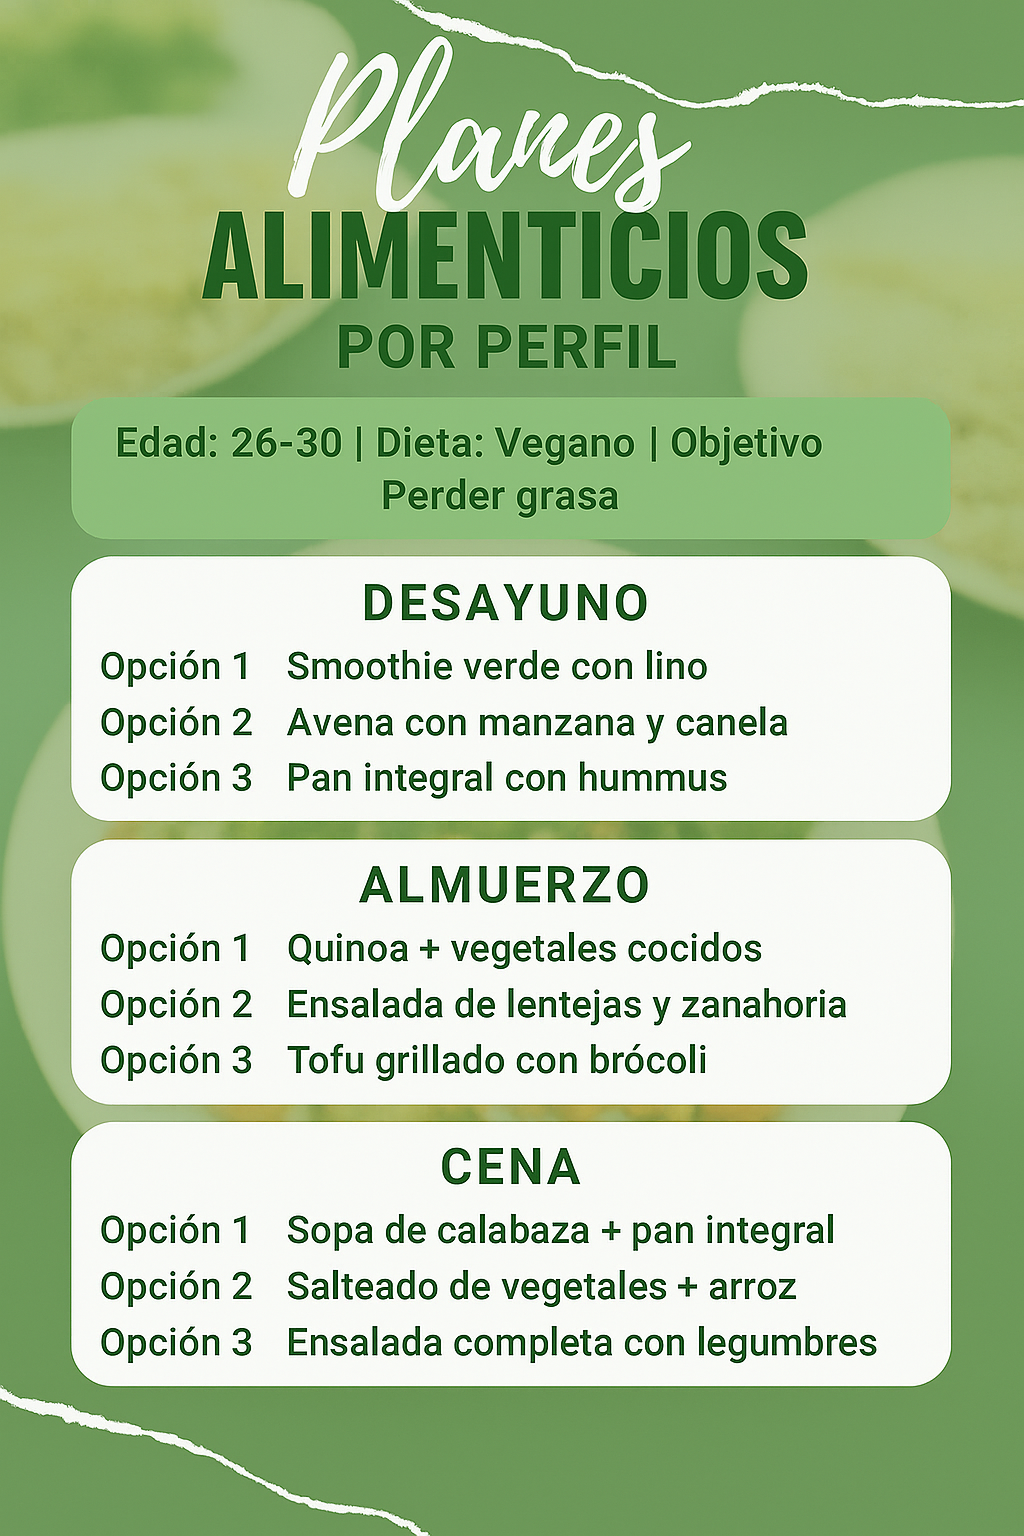 Planes
ALIMENTICIOS
POR PERFIL
Edad: 26-30 | Dieta: Vegano | Objetivo
Perder grasa
DESAYUNO
Opción 1 Smoothie verde con lino
Opción 2 Avena con manzana y canela
Opción 3 Pan integral con hummus
ALMUERZO
Opción 1 Quinoa + vegetales cocidos
Opción 2 Ensalada de lentejas y zanahoria
Opción 3 Tofu grillado con brócoli
CENA
Opción 1 Sopa de calabaza + pan integral
Opción 2 Salteado de vegetales + arroz
Opción 3 Ensalada completa con legumbres